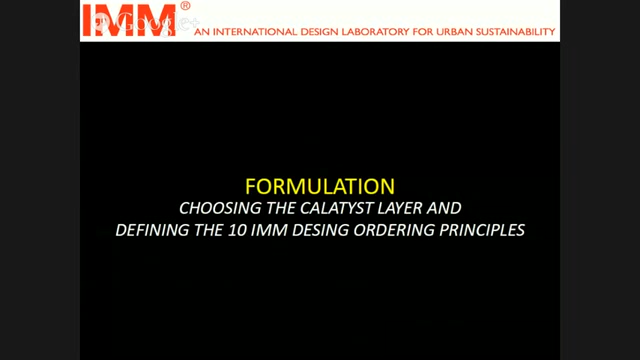 IMM®
Google+
AN INTERNATIONAL DESIGN LABORATORY FOR URBAN SUSTAINABILITY
FORMULATION
CHOOSING THE CALATYST LAYER AND
DEFINING THE 10 IMM DESING ORDERING PRINCIPLES